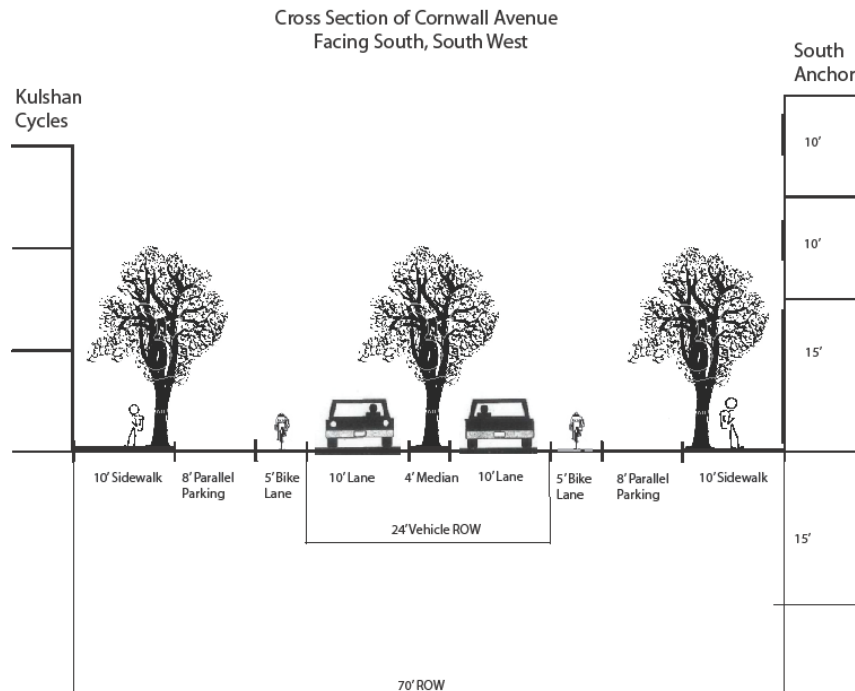 Cross Section of Cornwall Avenue
Facing South, South West
Kulshan
Cycles
South
Anchor
10'
10'
15'
10' Sidewalk
8' Parallel
Parking
5' Bike
Lane
10' Lane
4' Median
10' Lane
5' Bike
Lane
8' Parallel
Parking
10' Sidewalk
24' Vehicle ROW
15'
70' ROW